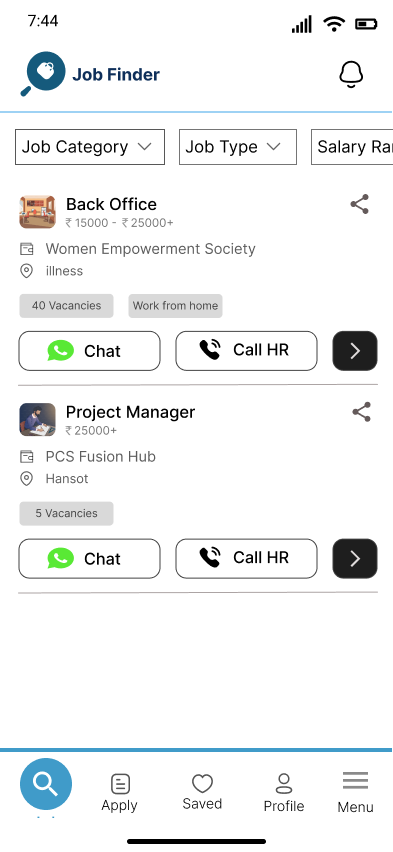 7:44
Job Finder
Job Category
Job Type
Salary Ra
Back Office
₹ 15000 - ₹ 25000+
Women Empowerment Society
illness
40 Vacancies
Work from home
Chat
Call HR
Project Manager
₹ 25000+
PCS Fusion Hub
Hansot
5 Vacancies
Chat
Call HR
Apply
Saved
Profile
Menu